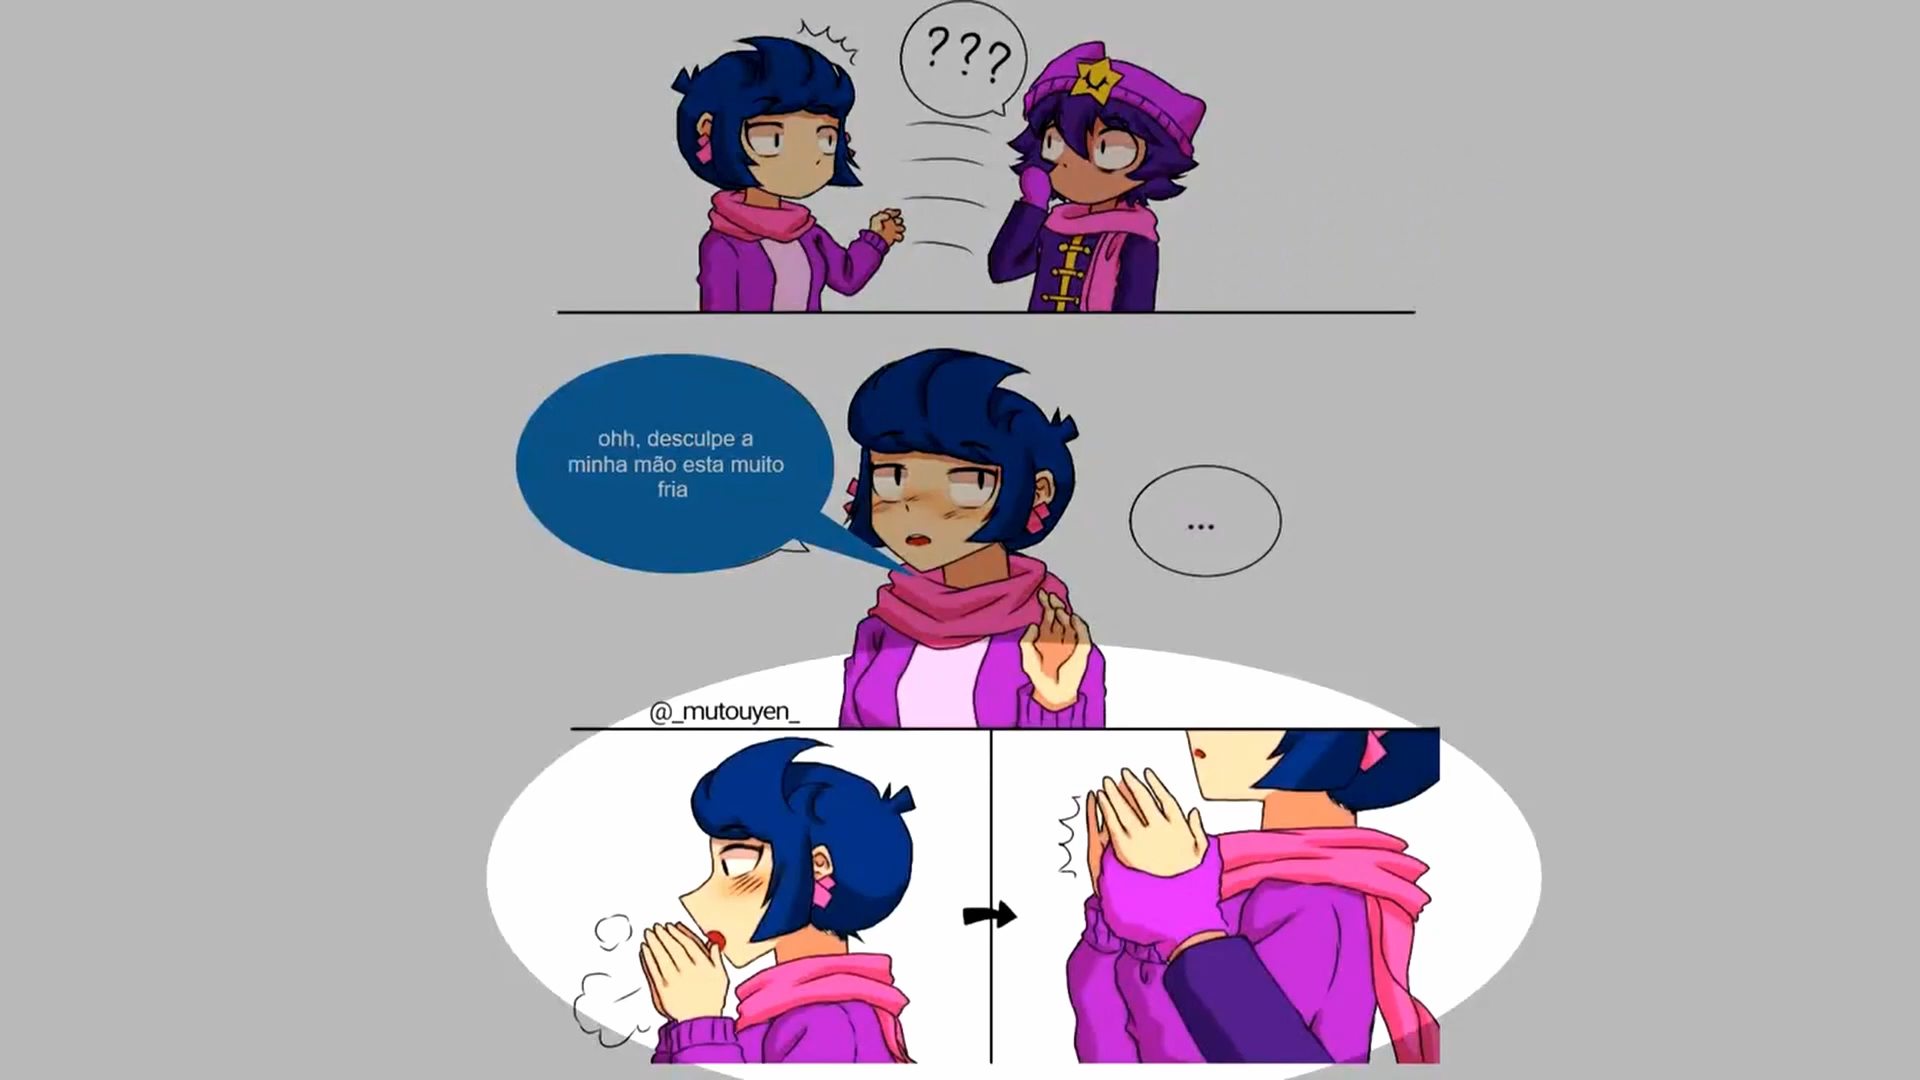 ???
ohh, desculpe a
minha mão esta muito
fria
...
@_mutouyen_